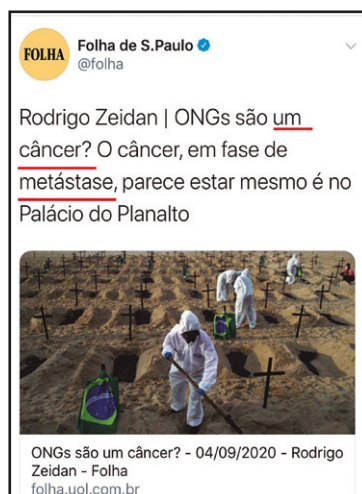 FOLHA
Folha de S.Paulo
@folha
Rodrigo Zeidan | ONGs são um
câncer? O câncer, em fase de
metástase, parece estar mesmo é no
Palácio do Planalto
ONGs são um câncer? - 04/09/2020 - Rodrigo
Zeidan - Folha
folha.uol.com.br